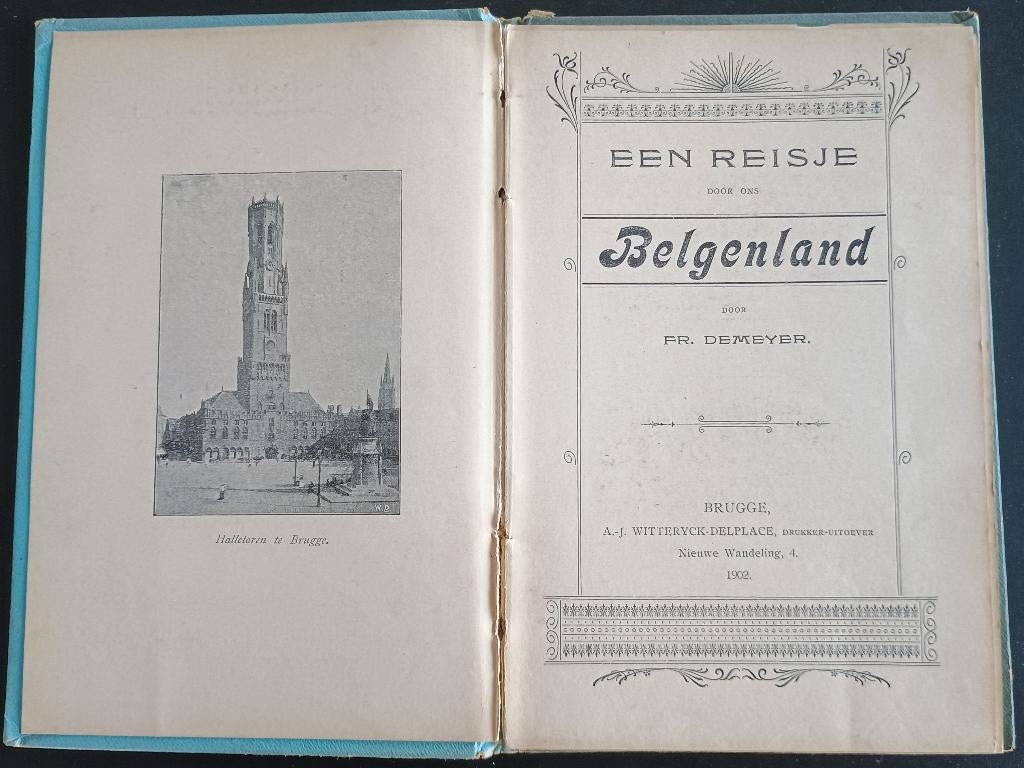 W.D
Halletoren te Brugge.
EEN REISJE
DOOR ONS
Belgenland
DOOR
FR. DEMEYER.
BRUGGE,
A.-J. WITTERYCK-DELPLACE, DRUKKER-UITGEVER
Nieuwe Wandeling, 4.
1902.